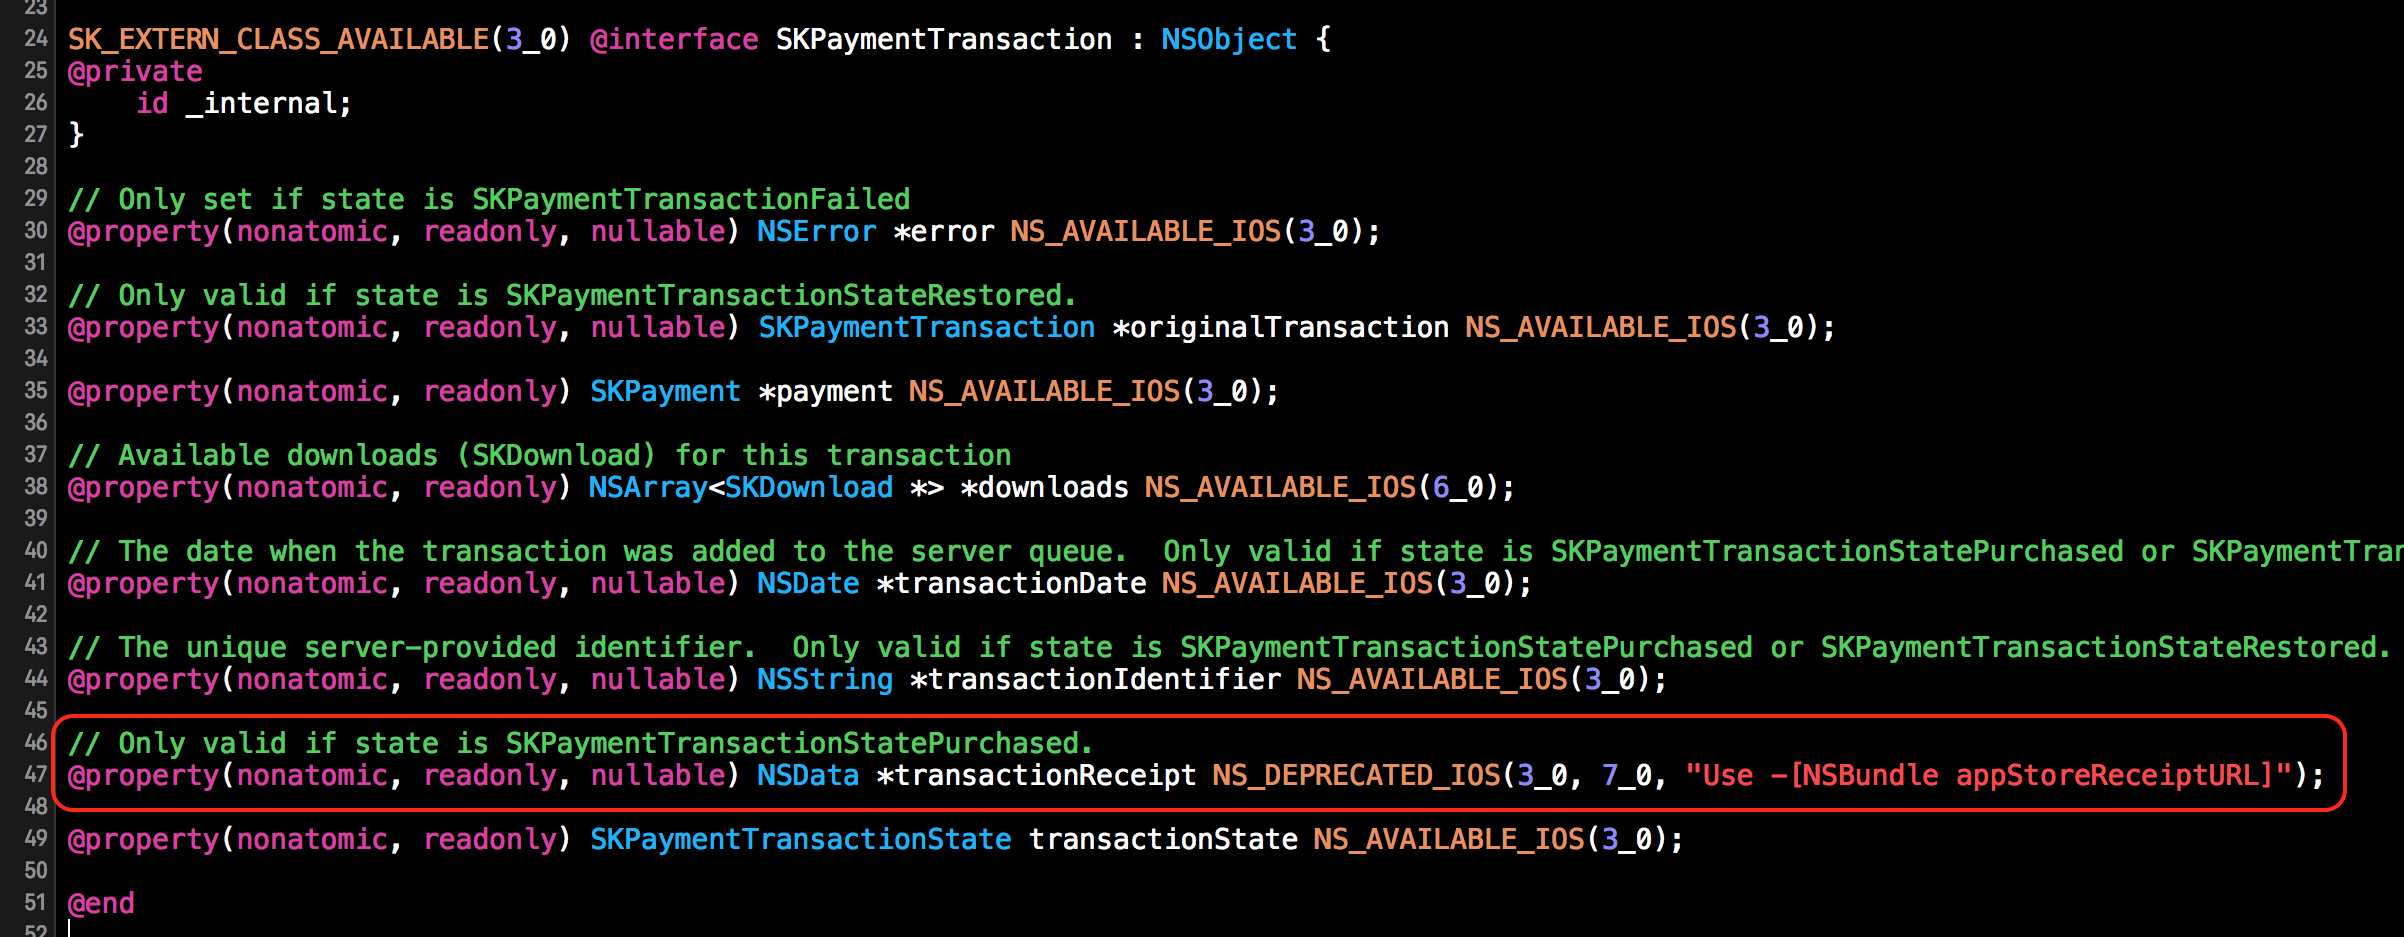 23
24 SK_EXTERN_CLASS_AVAILABLE(3_0) @interface SKPaymentTransaction : NSObject {
25 @private
26     id _internal;
27 }
28
29 // Only set if state is SKPaymentTransactionFailed
30 @property(nonatomic, readonly, nullable) NSError *error NS_AVAILABLE_IOS(3_0);
31
32 // Only valid if state is SKPaymentTransactionStateRestored.
33 @property(nonatomic, readonly, nullable) SKPaymentTransaction *originalTransaction NS_AVAILABLE_IOS(3_0);
34
35 @property(nonatomic, readonly) SKPayment *payment NS_AVAILABLE_IOS(3_0);
36
37 // Available downloads (SKDownload) for this transaction
38 @property(nonatomic, readonly) NSArray<SKDownload *> *downloads NS_AVAILABLE_IOS(6_0);
39
40 // The date when the transaction was added to the server queue.  Only valid if state is SKPaymentTransactionStatePurchased or SKPaymentTran
41 @property(nonatomic, readonly, nullable) NSDate *transactionDate NS_AVAILABLE_IOS(3_0);
42
43 // The unique server-provided identifier.  Only valid if state is SKPaymentTransactionStatePurchased or SKPaymentTransactionStateRestored.
44 @property(nonatomic, readonly, nullable) NSString *transactionIdentifier NS_AVAILABLE_IOS(3_0);
45
46 // Only valid if state is SKPaymentTransactionStatePurchased.
47 @property(nonatomic, readonly, nullable) NSData *transactionReceipt NS_DEPRECATED_IOS(3_0, 7_0, "Use -[NSBundle appStoreReceiptURL]");
48
49 @property(nonatomic, readonly) SKPaymentTransactionState transactionState NS_AVAILABLE_IOS(3_0);
50
51 @end
52